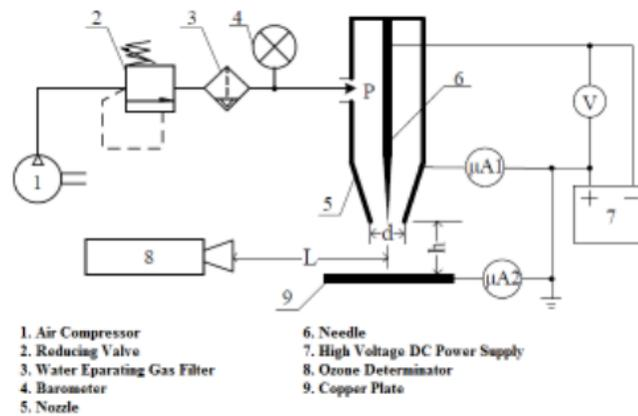 2
3
4
P
6
V
1
μA1
+ −
7
5
d
h
8
L
9
μA2
1. Air Compressor
2. Reducing Valve
3. Water Eparating Gas Filter
4. Barometer
5. Nozzle
6. Needle
7. High Voltage DC Power Supply
8. Ozone Determinator
9. Copper Plate